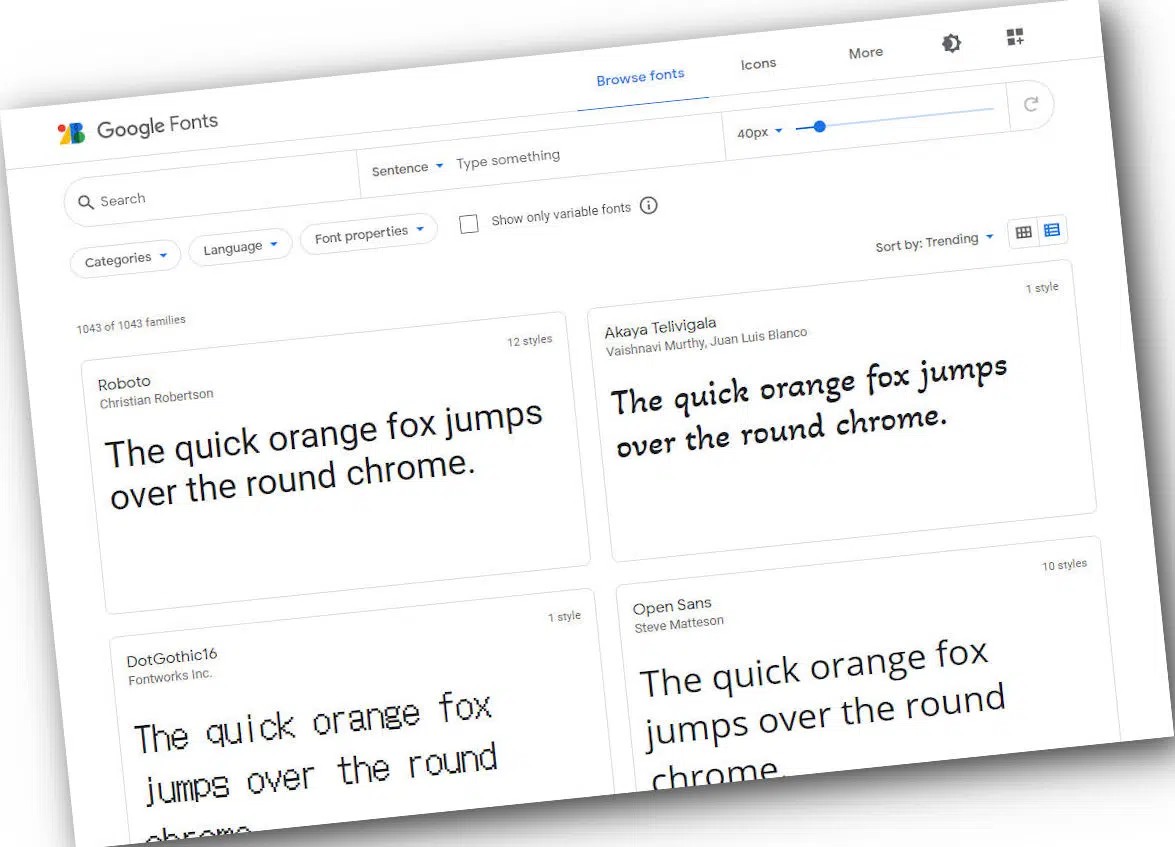 Google Fonts
Browse fonts
Icons
More
Search
Sentence
Type something
40px
Categories
Language
Font properties
Show only variable fonts
Sort by: Trending
1043 of 1043 families
12 styles
Roboto
Christian Robertson
The quick orange fox jumps
over the round chrome.
1 style
Akaya Telivigala
Vaishnavi Murthy, Juan Luis Blanco
The quick orange fox jumps
over the round chrome.
1 style
DotGothic16
Fontworks Inc.
The quick orange fox
jumps over the round
chrome.
10 styles
Open Sans
Steve Matteson
The quick orange fox
jumps over the round
chrome.